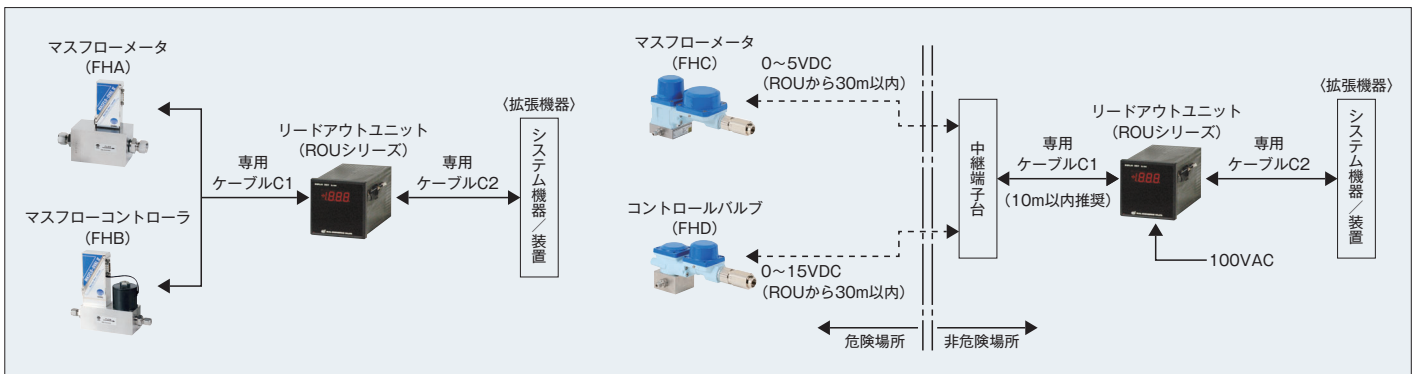 マスフローメータ
(FHA)
マスフローコントローラ
(FHB)
専用
ケーブルC1
リードアウトユニット
(ROUシリーズ)
専用
ケーブルC2
〈拡張機器〉
システム機器/装置
マスフローメータ
(FHC)
0～5VDC
(ROUから30m以内)
コントロールバルブ
(FHD)
0～15VDC
(ROUから30m以内)
危険場所
非危険場所
中継端子台
専用
ケーブルC1
(10m以内推奨)
リードアウトユニット
(ROUシリーズ)
100VAC
専用
ケーブルC2
〈拡張機器〉
システム機器/装置